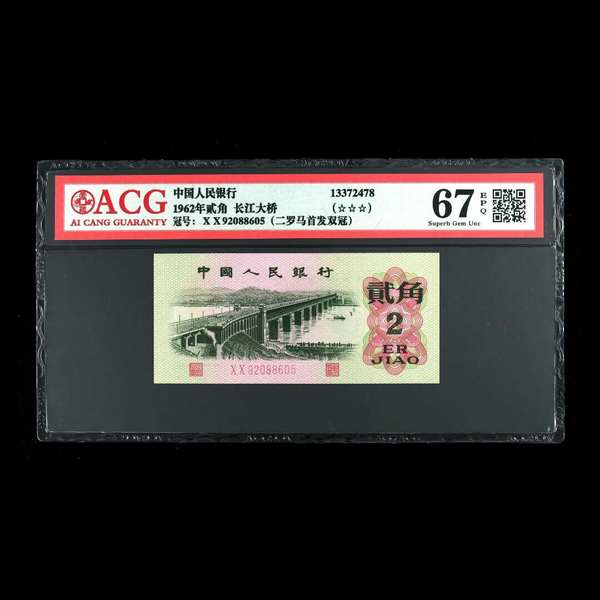 ACG
AI CANG GUARANTY
中国人民银行
13372478
1962年贰角 长江大桥
(☆☆☆)
冠号: XX92088605 (二罗马首发双冠)
67
EPQ
Superb Gem Unc
中國人民銀行
貳角
2
ER
JIAO
XX92088605